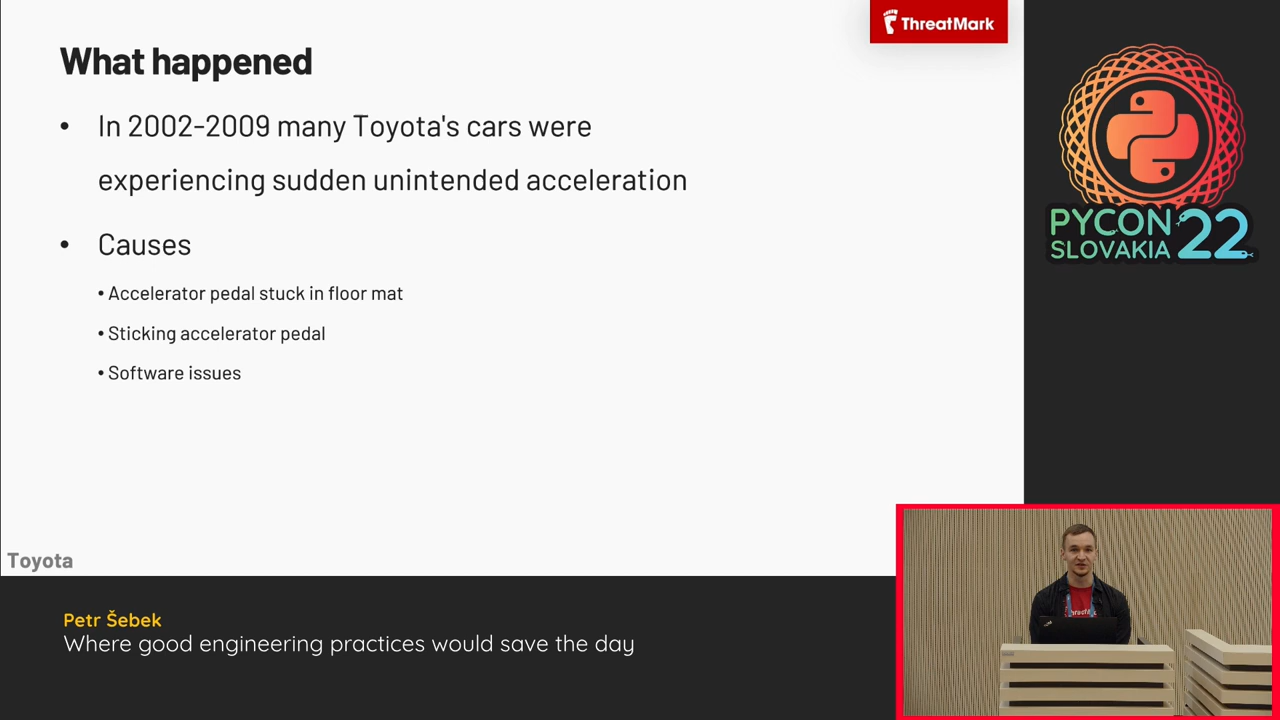 ThreatMark
What happened
• In 2002-2009 many Toyota's cars were
experiencing sudden unintended acceleration
• Causes
• Accelerator pedal stuck in floor mat
• Sticking accelerator pedal
• Software issues
Toyota
PYCON 22
SLOVAKIA
Petr Šebek
Where good engineering practices would save the day